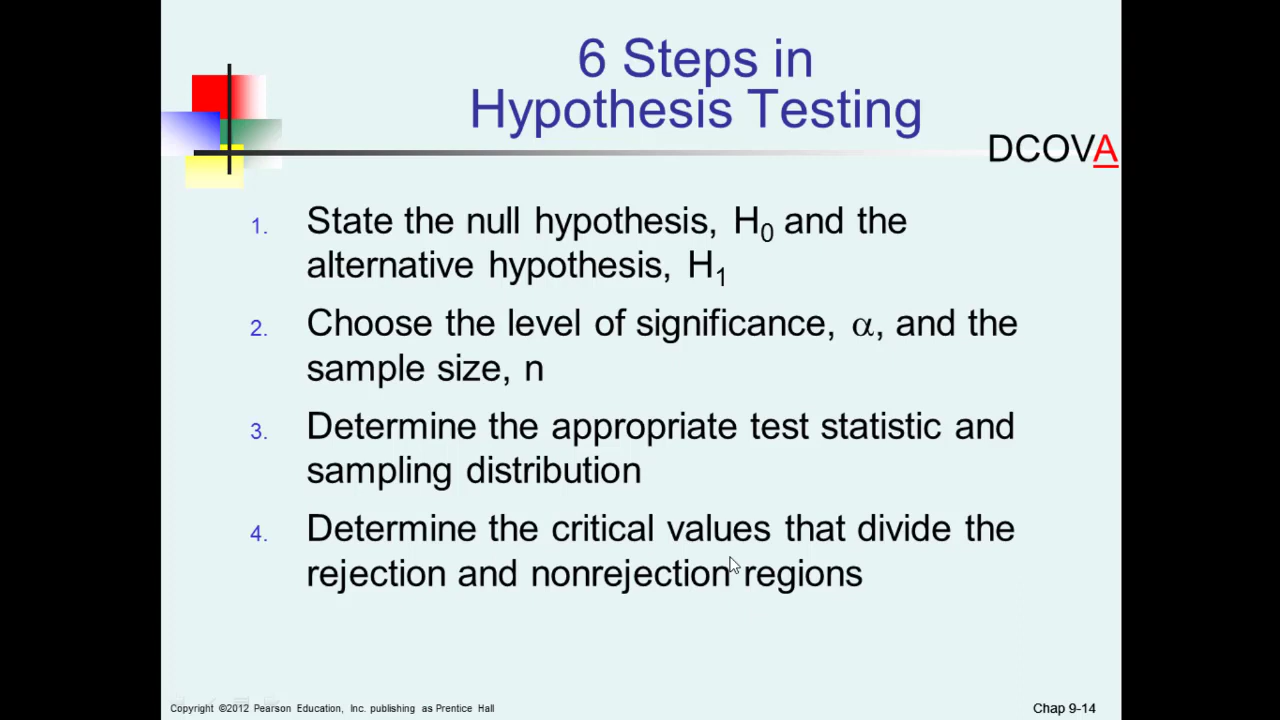 6 Steps in
Hypothesis Testing
DCOVA
1. State the null hypothesis, H0 and the
alternative hypothesis, H1
2. Choose the level of significance, α, and the
sample size, n
3. Determine the appropriate test statistic and
sampling distribution
4. Determine the critical values that divide the
rejection and nonrejection regions
Copyright ©2012 Pearson Education, Inc. publishing as Prentice Hall
Chap 9-14